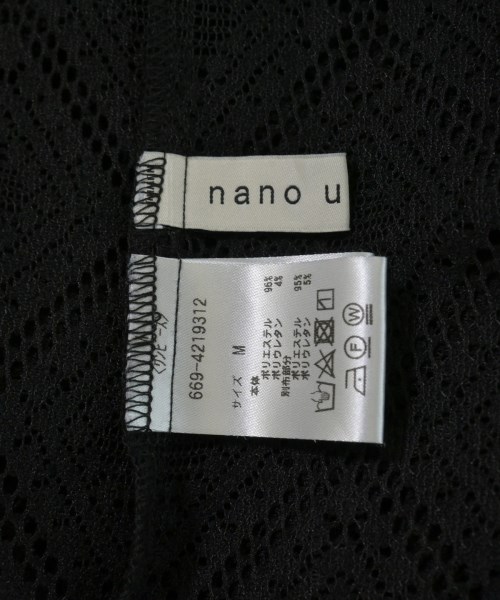 nano u
669-4219312
サイズ M
本体
ポリエステル 96%
ポリウレタン 4%
別布部分
ポリエステル 95%
ポリウレタン 5%
F W